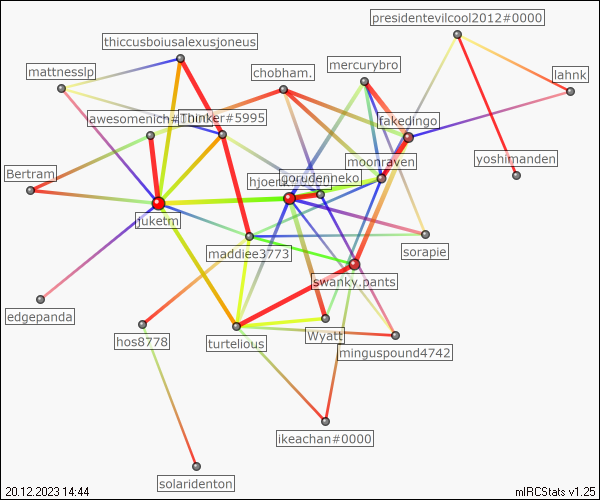 presidentevilcool2012#0000
thiccusboiusalexusjoneus
mercurybro
mattnesslp
chobham.
lahnk
awesomenich#
Thinker#5995
fakedingo
yoshimanden
moonraven
Bertram
gorudenneko
juketm
maddiee3773
sorapie
swanky.pants
edgepanda
hos8778
turtelious
Wyatt
minguspound4742
ikeachan#0000
solaridenton
20.12.2023 14:44
mIRCStats v1.25